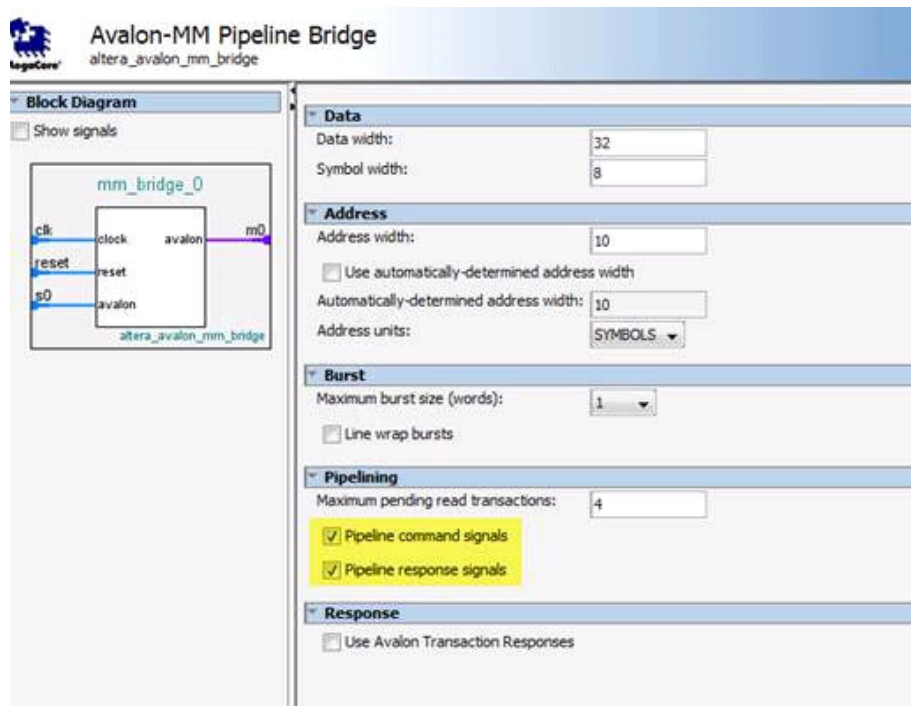 Avalon-MM Pipeline Bridge
altera_avalon_mm_bridge
MegaCore'
Block Diagram
Show signals
mm_bridge_0
clk
clock
avalon
m0
reset
reset
s0
avalon
altera_avalon_mm_bridge
Data
Data width: 32
Symbol width: 8
Address
Address width: 10
Use automatically-determined address width
Automatically-determined address width: 10
Address units: SYMBOLS
Burst
Maximum burst size (words): 1
Line wrap bursts
Pipelining
Maximum pending read transactions: 4
Pipeline command signals
Pipeline response signals
Response
Use Avalon Transaction Responses